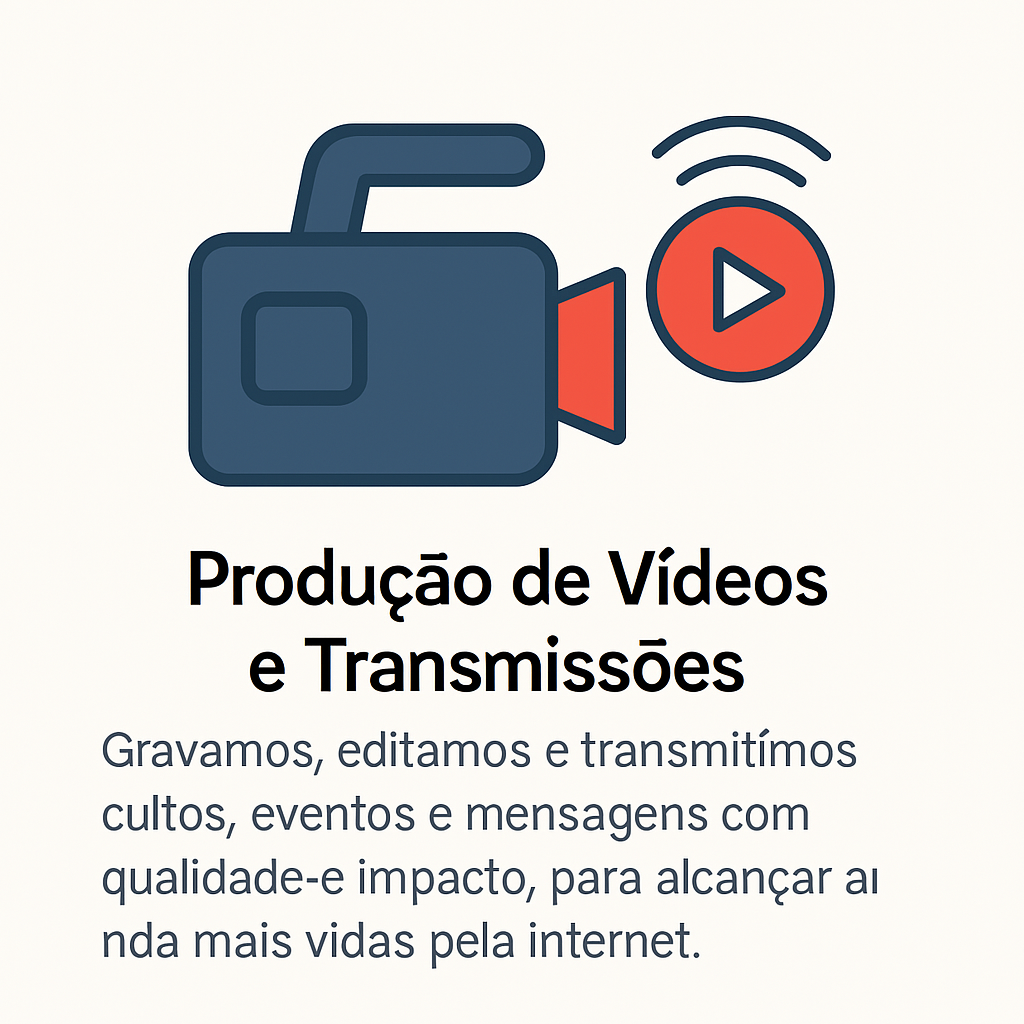 Produção de Vídeos
e Transmissões
Gravamos, editamos e transmitímos
cultos, eventos e mensagens com
qualidade-e impacto, para alcançar aı
nda mais vidas pela internet.